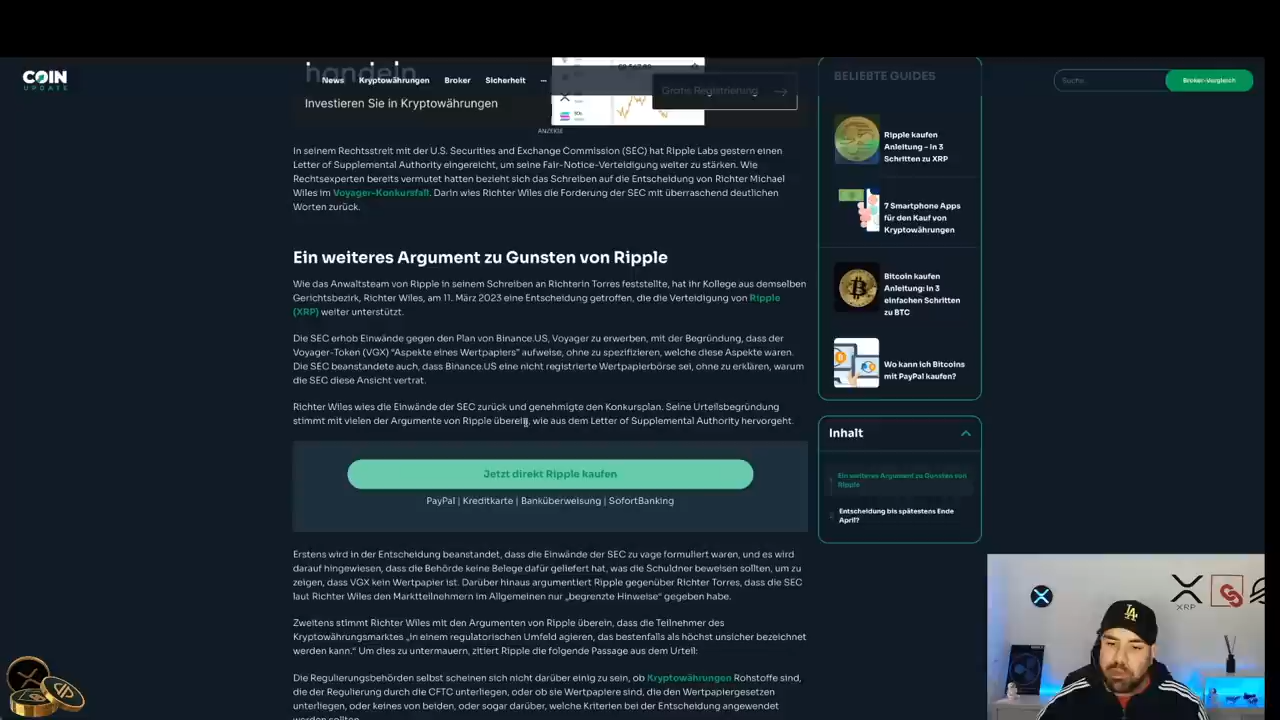 COIN
UPDATE
News
Kryptowährungen
Broker
Sicherheit
...
handeln
Investieren Sie in Kryptowährungen
Gratis Registrierung →
SOL
ANZEIGE
In seinem Rechtsstreit mit der U.S. Securities and Exchange Commission (SEC) hat Ripple Labs gestern einen
Letter of Supplemental Authority eingereicht, um seine Fair-Notice-Verteidigung weiter zu stärken. Wie
Rechtsexperten bereits vermutet hatten bezieht sich das Schreiben auf die Entscheidung von Richter Michael
Wiles im Voyager-Konkursfall. Darin wies Richter Wiles die Forderung der SEC mit überraschend deutlichen
Worten zurück.
Ein weiteres Argument zu Gunsten von Ripple
Wie das Anwaltsteam von Ripple in seinem Schreiben an Richterin Torres feststellte, hat ihr Kollege aus demselben
Gerichtsbezirk, Richter Wiles, am 11. März 2023 eine Entscheidung getroffen, die die Verteidigung von Ripple
(XRP) weiter unterstützt.
Die SEC erhob Einwände gegen den Plan von Binance.US, Voyager zu erwerben, mit der Begründung, dass der
Voyager-Token (VGX) "Aspekte eines Wertpapiers" aufweise, ohne zu spezifizieren, welche diese Aspekte waren.
Die SEC beanstandete auch, dass Binance.US eine nicht registrierte Wertpapierbörse sei, ohne zu erklären, warum
die SEC diese Ansicht vertrat.
Richter Wiles wies die Einwände der SEC zurück und genehmigte den Konkursplan. Seine Urteilsbegründung
stimmt mit vielen der Argumente von Ripple überein, wie aus dem Letter of Supplemental Authority hervorgeht.
Jetzt direkt Ripple kaufen
PayPal | Kreditkarte | Banküberweisung | SofortBanking
Erstens wird in der Entscheidung beanstandet, dass die Einwände der SEC zu vage formuliert waren, und es wird
darauf hingewiesen, dass die Behörde keine Belege dafür geliefert hat, was die Schuldner beweisen sollten, um zu
zeigen, dass VGX kein Wertpapier ist. Darüber hinaus argumentiert Ripple gegenüber Richter Torres, dass die SEC
laut Richter Wiles den Marktteilnehmern im Allgemeinen nur „begrenzte Hinweise“ gegeben habe.
Zweitens stimmt Richter Wiles mit den Argumenten von Ripple überein, dass die Teilnehmer des
Kryptowährungsmarktes „in einem regulatorischen Umfeld agieren, das bestenfalls als höchst unsicher bezeichnet
werden kann.“ Um dies zu untermauern, zitiert Ripple die folgende Passage aus dem Urteil:
Die Regulierungsbehörden selbst scheinen sich nicht darüber einig zu sein, ob Kryptowährungen Rohstoffe sind,
die der Regulierung durch die CFTC unterliegen, oder ob sie Wertpapiere sind, die den Wertpapiergesetzen
unterliegen, oder keines von beiden, oder sogar darüber, welche Kriterien bei der Entscheidung angewendet
werden sollten.
BELIEBTE GUIDES
Ripple kaufen
Anleitung – In 3
Schritten zu XRP
7 Smartphone Apps
für den Kauf von
Kryptowährungen
Bitcoin kaufen
Anleitung: In 3
einfachen Schritten
zu BTC
Wo kann ich Bitcoins
mit PayPal kaufen?
Inhalt
1 Ein weiteres Argument zu Gunsten von
Ripple
Entscheidung bis spätestens Ende
April?
Suche
Broker-Vergleich
XRP
LA